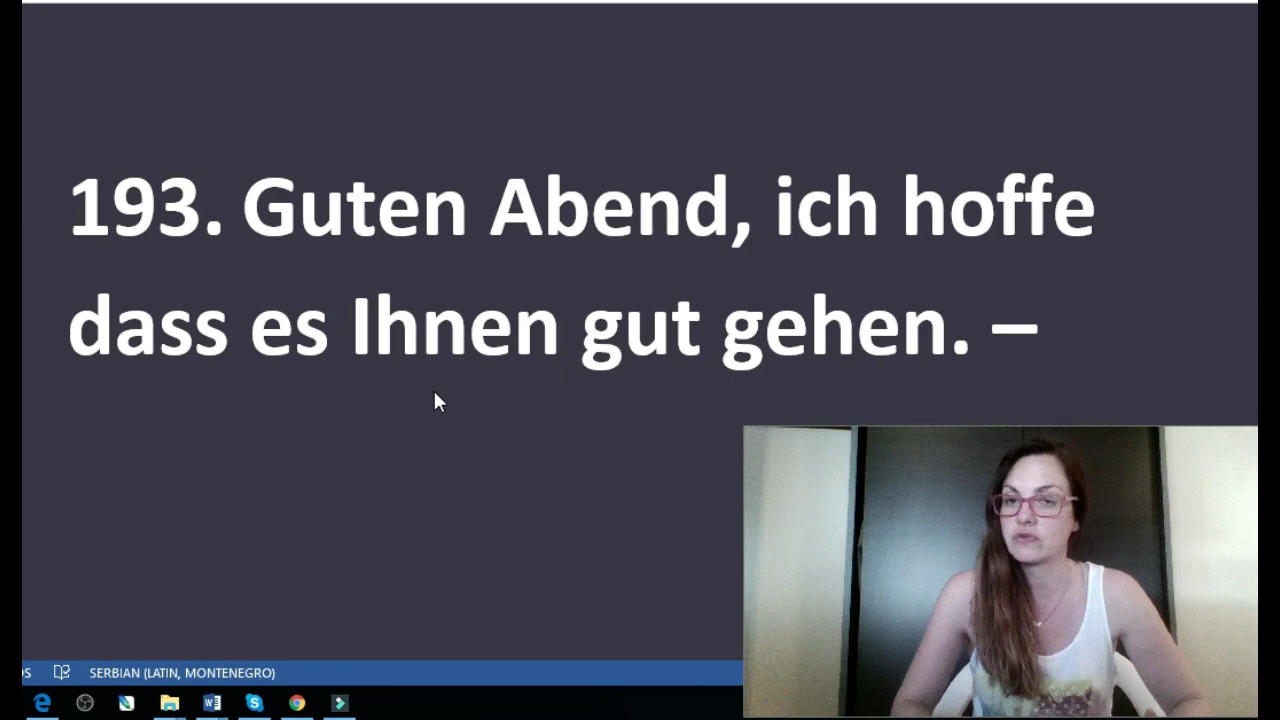 193. Guten Abend, ich hoffe
dass es Ihnen gut gehen. –
SERBIAN (LATIN, MONTENEGRO)